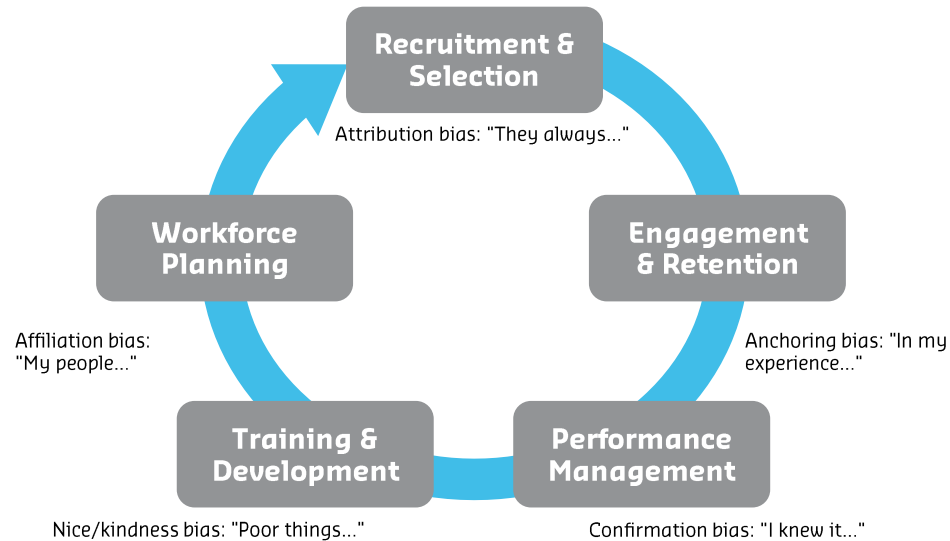 Recruitment &
Selection
Attribution bias: "They always..."
Engagement
& Retention
Anchoring bias: "In my
experience..."
Performance
Management
Confirmation bias: "I knew it..."
Training &
Development
Nice/kindness bias: "Poor things..."
Workforce
Planning
Affiliation bias:
"My people..."